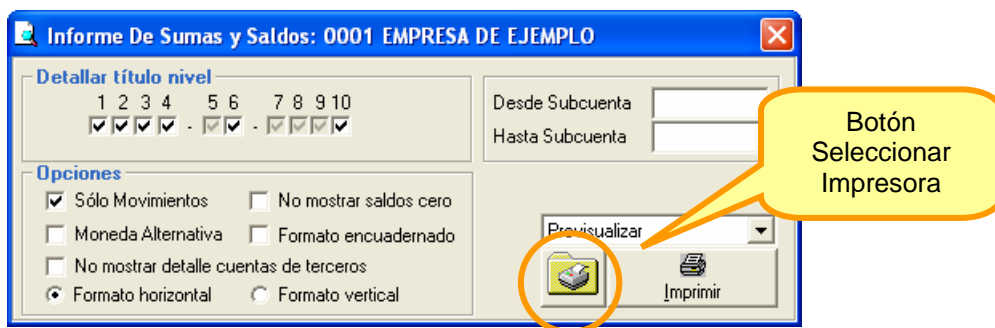 Informe De Sumas y Saldos: 0001 EMPRESA DE EJEMPLO
Detallar título nivel
1 2 3 4 5 6 7 8 9 10
- -
Desde Subcuenta
Hasta Subcuenta
Opciones
Sólo Movimientos
No mostrar saldos cero
Moneda Alternativa
Formato encuadernado
No mostrar detalle cuentas de terceros
Formato horizontal
Formato vertical
Previsualizar
Imprimir
Botón
Seleccionar
Impresora